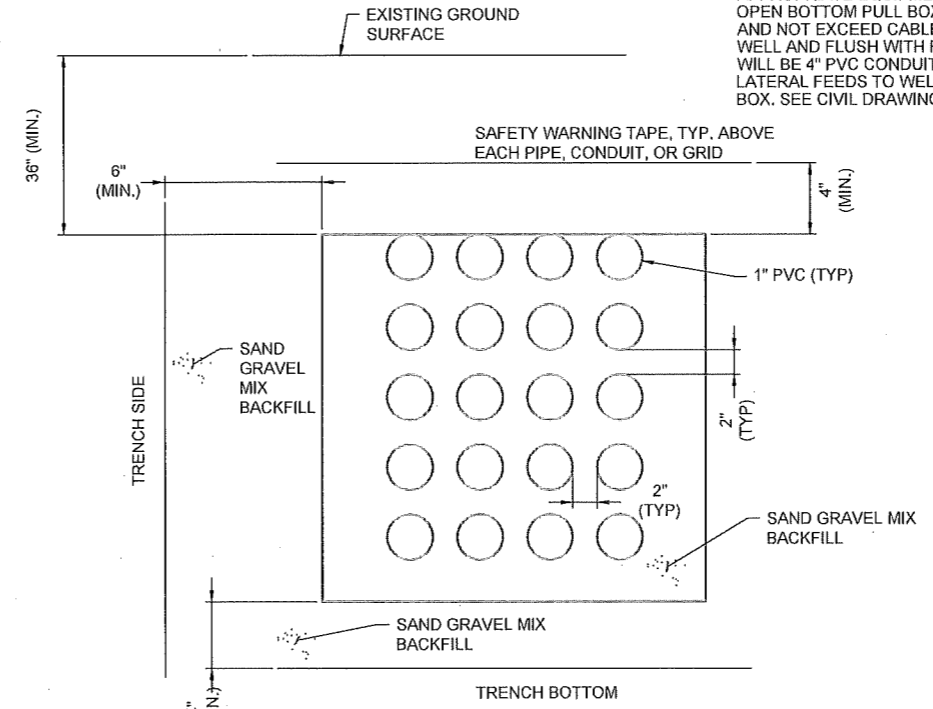 EXISTING GROUND
SURFACE
OPEN BOTTOM PULL BOX
AND NOT EXCEED CABLE
WELL AND FLUSH WITH
WILL BE 4" PVC CONDUIT
LATERAL FEEDS TO
BOX. SEE CIVIL
36" (MIN.)
SAFETY WARNING TAPE, TYP. ABOVE
EACH PIPE, CONDUIT, OR GRID
6"
(MIN.)
4"
(MIN.)
1" PVC (TYP)
SAND
GRAVEL
MIX
BACKFILL
TRENCH SIDE
2"
(TYP)
2"
(TYP)
SAND GRAVEL MIX
BACKFILL
SAND GRAVEL MIX
BACKFILL
TRENCH BOTTOM